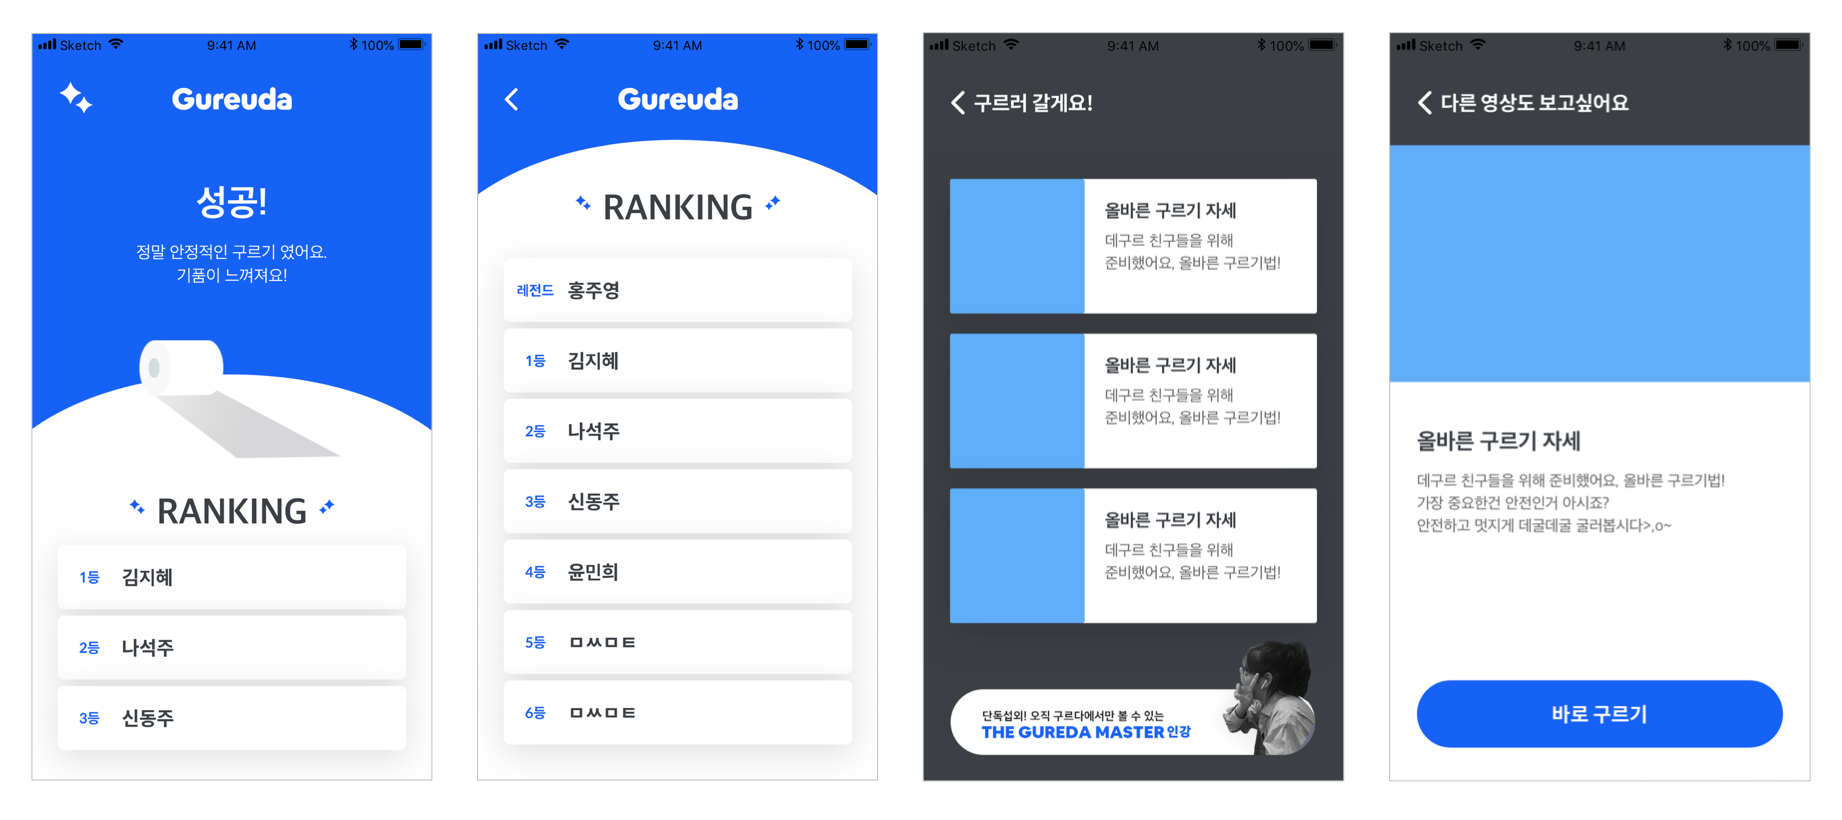 Sketch 9:41 AM 100%
Gureuda
성공!
정말 안정적인 구르기 였어요.
기품이 느껴져요!
RANKING
1등 김지혜
2등 나석주
3등 신동주
Sketch 9:41 AM 100%
Gureuda
RANKING
레전드 홍주영
1등 김지혜
2등 나석주
3등 신동주
4등 윤민희
5등 ㅁㅆㅁㅌ
6등 ㅁㅆㅁㅌ
Sketch 9:41 AM 100%
구르러 갈게요!
올바른 구르기 자세
데구르 친구들을 위해
준비했어요, 올바른 구르기법!
올바른 구르기 자세
데구르 친구들을 위해
준비했어요, 올바른 구르기법!
올바른 구르기 자세
데구르 친구들을 위해
준비했어요, 올바른 구르기법!
단독섭외! 오직 구르다에서만 볼 수 있는
THE GUREDA MASTER 인강
Sketch 9:41 AM 100%
다른 영상도 보고싶어요
올바른 구르기 자세
데구르 친구들을 위해 준비했어요, 올바른 구르기법!
가장 중요한건 안전인거 아시죠?
안전하고 멋지게 데굴데굴 굴러봅시다>,o~
바로 구르기